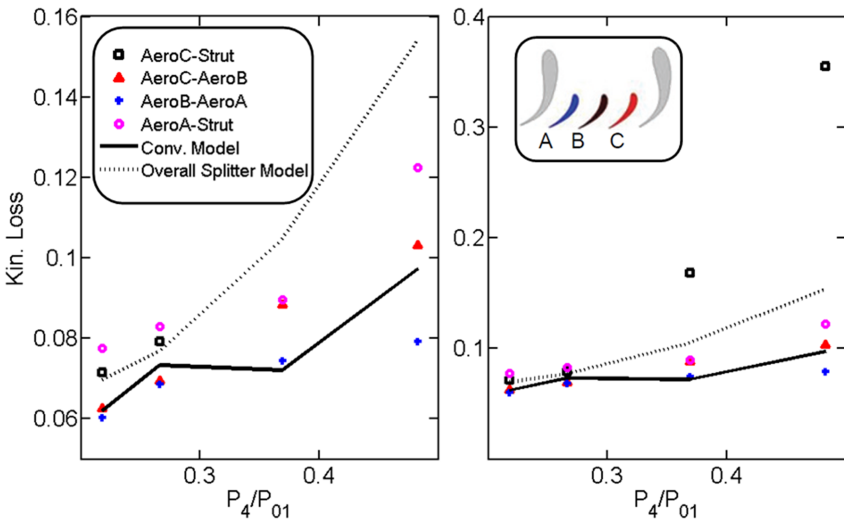 0.16
0.14
0.12
0.1
0.08
0.06
Kin. Loss
AeroC-Strut
AeroC-AeroB
AeroB-AeroA
AeroA-Strut
Conv. Model
Overall Splitter Model
0.3
0.4
P4/P01
0.4
0.3
0.2
0.1
A B C
0.3
0.4
P4/P01